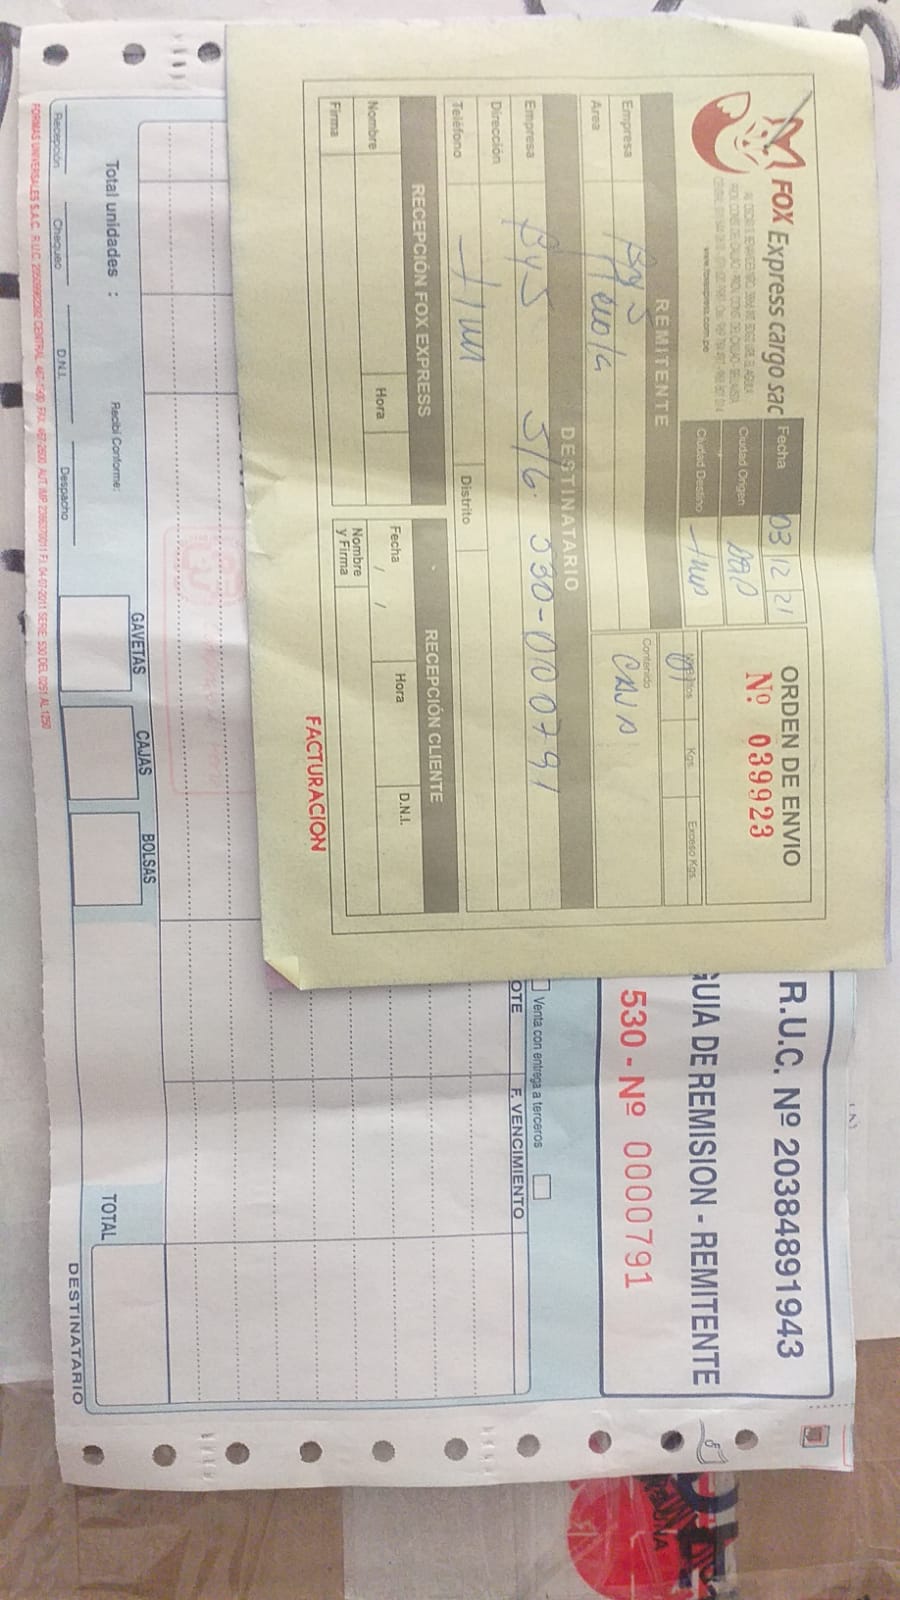 FOX Express cargo sac
www.foxexpress.com.pe
Fecha 03 12 21
Ciudad Origen
Ciudad Destino
ORDEN DE ENVIO
Nº 039923
REMITENTE
Empresa B y S
Area
Kgs.
Exceso Kgs.
Contenido
CAJA
DESTINATARIO
Empresa B y S S/G. 530-0000791
Dirección
Teléfono
Distrito
RECEPCIÓN FOX EXPRESS
Nombre
Hora
Firma
RECEPCIÓN CLIENTE
Fecha / /
Hora
D.N.I.
Nombre y Firma
FACTURACION
R.U.C. Nº 20384891943
GUIA DE REMISION - REMITENTE
530 - Nº 0000791
Venta con entrega a terceros
OTE
F. VENCIMIENTO
Total unidades :
Recibí Conforme:
GAVETAS
CAJAS
BOLSAS
TOTAL
Recepción
Chequeo
D.N.I.
Despacho
DESTINATARIO